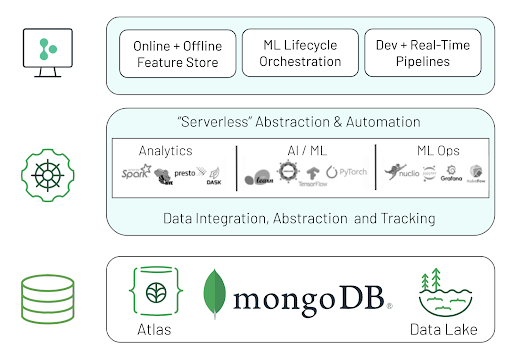 Online + Offline
Feature Store
ML Lifecycle
Orchestration
Dev + Real-Time
Pipelines
“Serverless” Abstraction & Automation
Analytics
AI / ML
ML Ops
Spark
presto
DASK
learn
TensorFlow
PyTorch
nuclio
Grafana
Kubeflow
Data Integration, Abstraction and Tracking
mongoDB®
Atlas
Data Lake